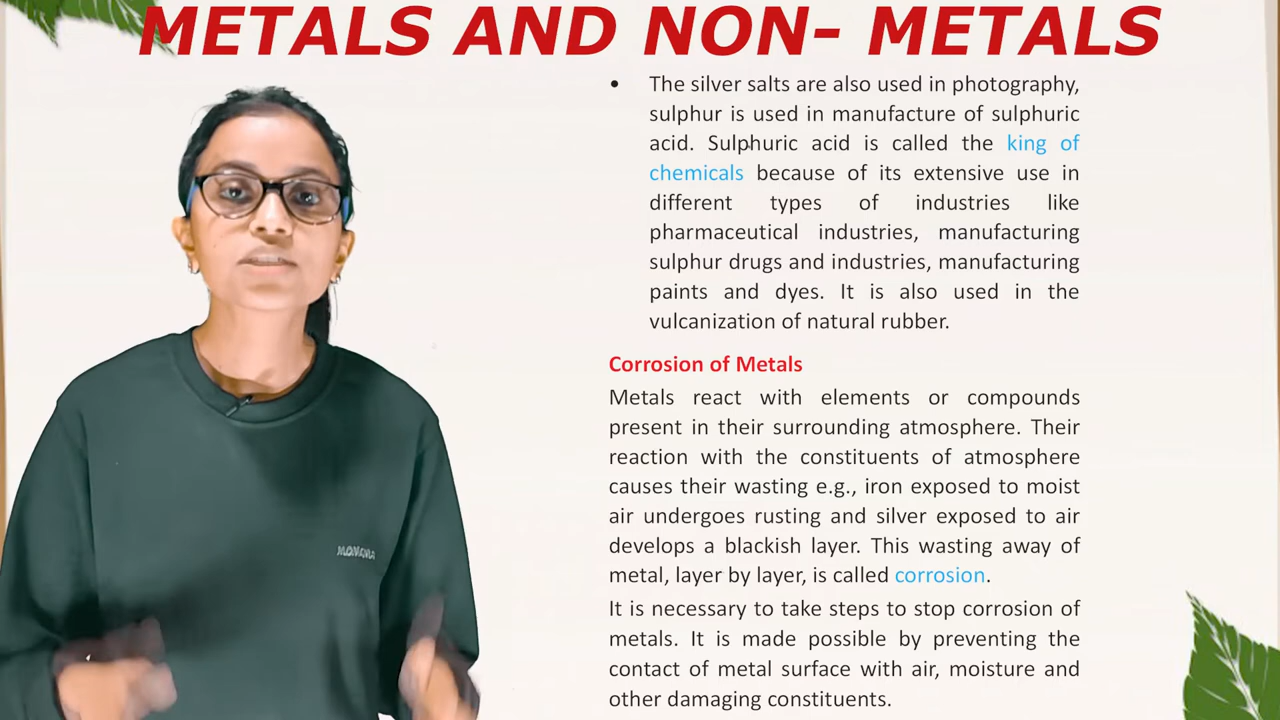 METALS AND NON- METALS
• The silver salts are also used in photography,
sulphur is used in manufacture of sulphuric
acid. Sulphuric acid is called the king of
chemicals because of its extensive use in
different types of industries like
pharmaceutical industries, manufacturing
sulphur drugs and industries, manufacturing
paints and dyes. It is also used in the
vulcanization of natural rubber.
Corrosion of Metals
Metals react with elements or compounds
present in their surrounding atmosphere. Their
reaction with the constituents of atmosphere
causes their wasting e.g., iron exposed to moist
air undergoes rusting and silver exposed to air
develops a blackish layer. This wasting away of
metal, layer by layer, is called corrosion.
It is necessary to take steps to stop corrosion of
metals. It is made possible by preventing the
contact of metal surface with air, moisture and
other damaging constituents.